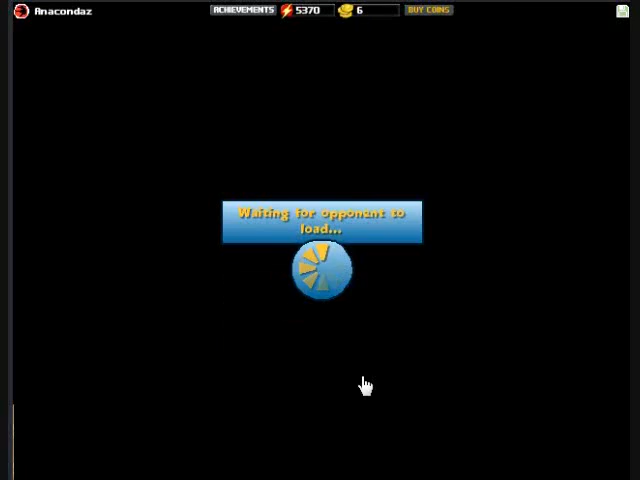 Anacondaz
ACHIEVEMENTS 5370 6 BUY COINS
Waiting for opponent to
load...